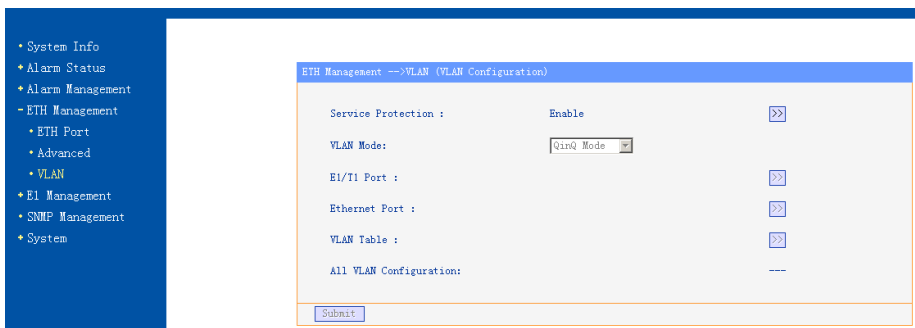 System Info
Alarm Status
Alarm Management
ETH Management
ETH Port
Advanced
VLAN
E1 Management
SNMP Management
System
ETH Management -->VLAN (VLAN Configuration)
Service Protection : Enable >>
VLAN Mode: QinQ Mode
E1/T1 Port : >>
Ethernet Port : >>
VLAN Table : >>
All VLAN Configuration: ---
Submit